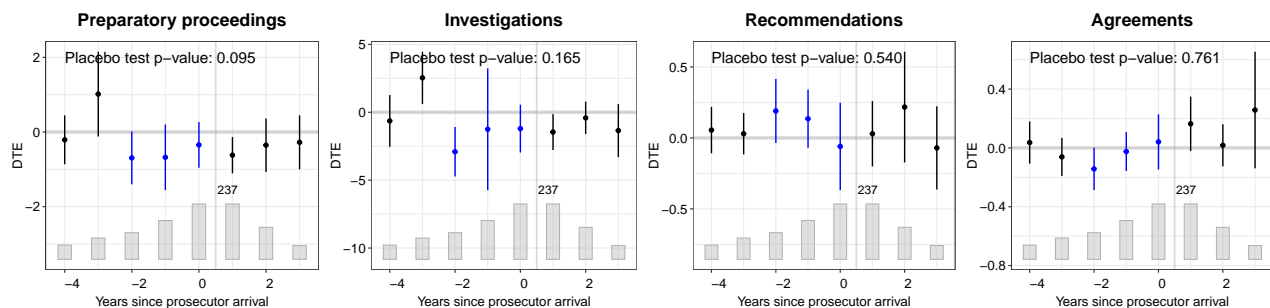 Preparatory proceedings
Placebo test p−value: 0.095
DTE
2
0
−2
237
−4
−2
0
2
Years since prosecutor arrival
Investigations
Placebo test p−value: 0.165
DTE
5
0
−5
−10
237
−4
−2
0
2
Years since prosecutor arrival
Recommendations
Placebo test p−value: 0.540
DTE
0.5
0.0
−0.5
237
−4
−2
0
2
Years since prosecutor arrival
Agreements
Placebo test p−value: 0.761
DTE
0.4
0.0
−0.4
−0.8
237
−4
−2
0
2
Years since prosecutor arrival